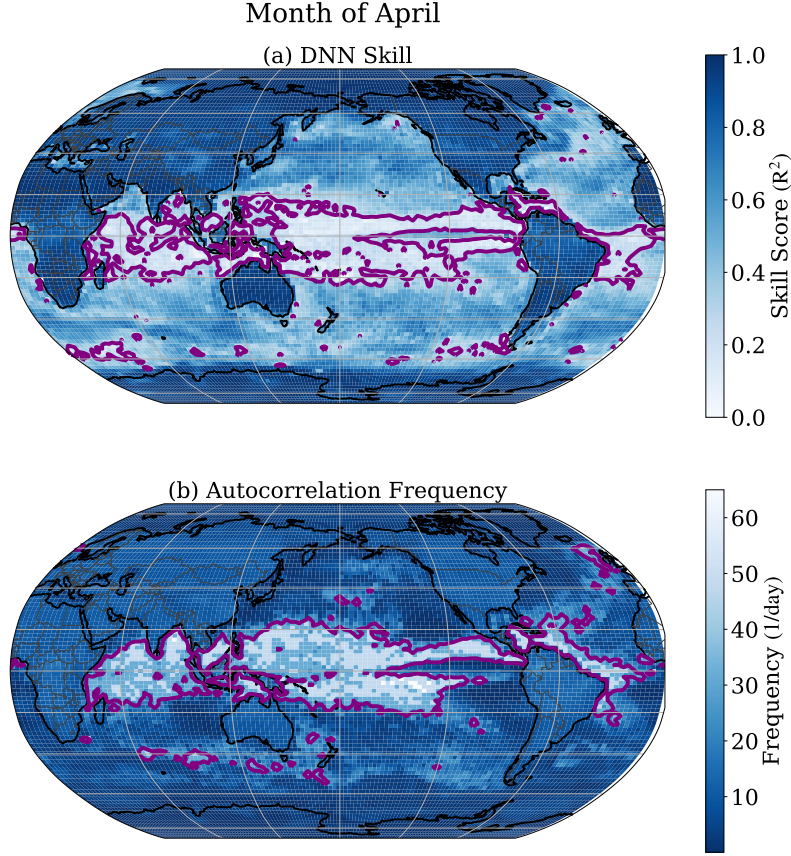 Month of April
(a) DNN Skill
1.0
0.8
0.6
0.4
0.2
0.0
Skill Score (R²)
(b) Autocorrelation Frequency
60
50
40
30
20
10
Frequency (1/day)